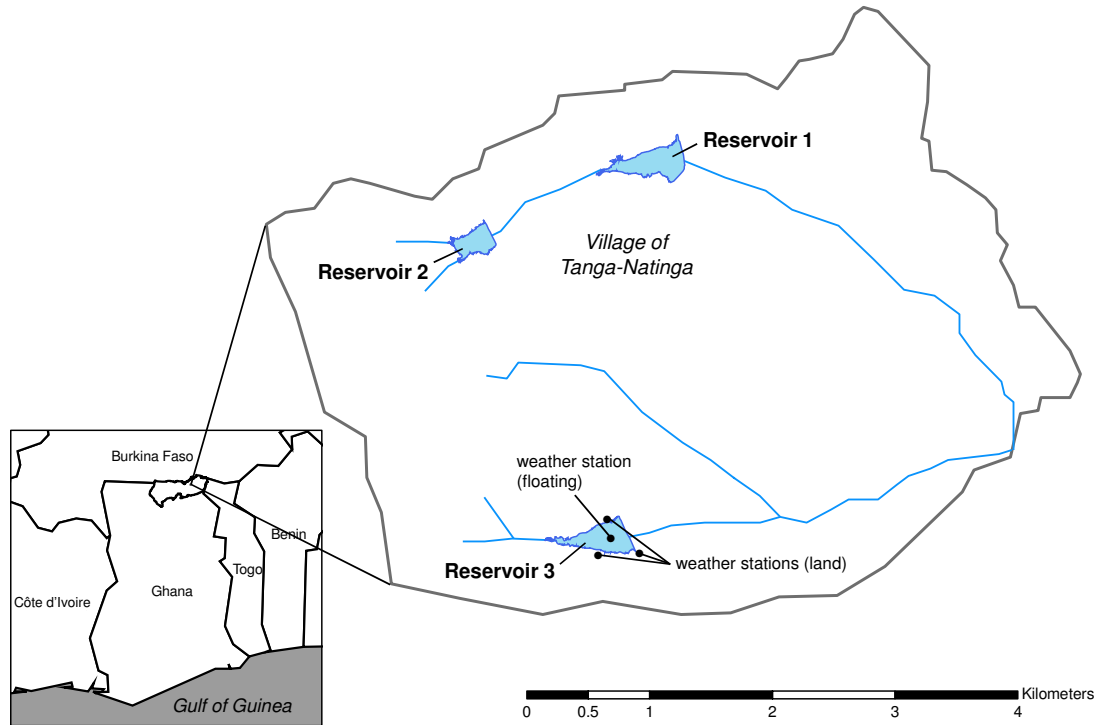 Reservoir 1
Village of
Tanga-Natinga
Reservoir 2
weather station
(floating)
Reservoir 3
weather stations (land)
Burkina Faso
Benin
Togo
Ghana
Côte d'Ivoire
Gulf of Guinea
Kilometers
0 0.5 1 2 3 4